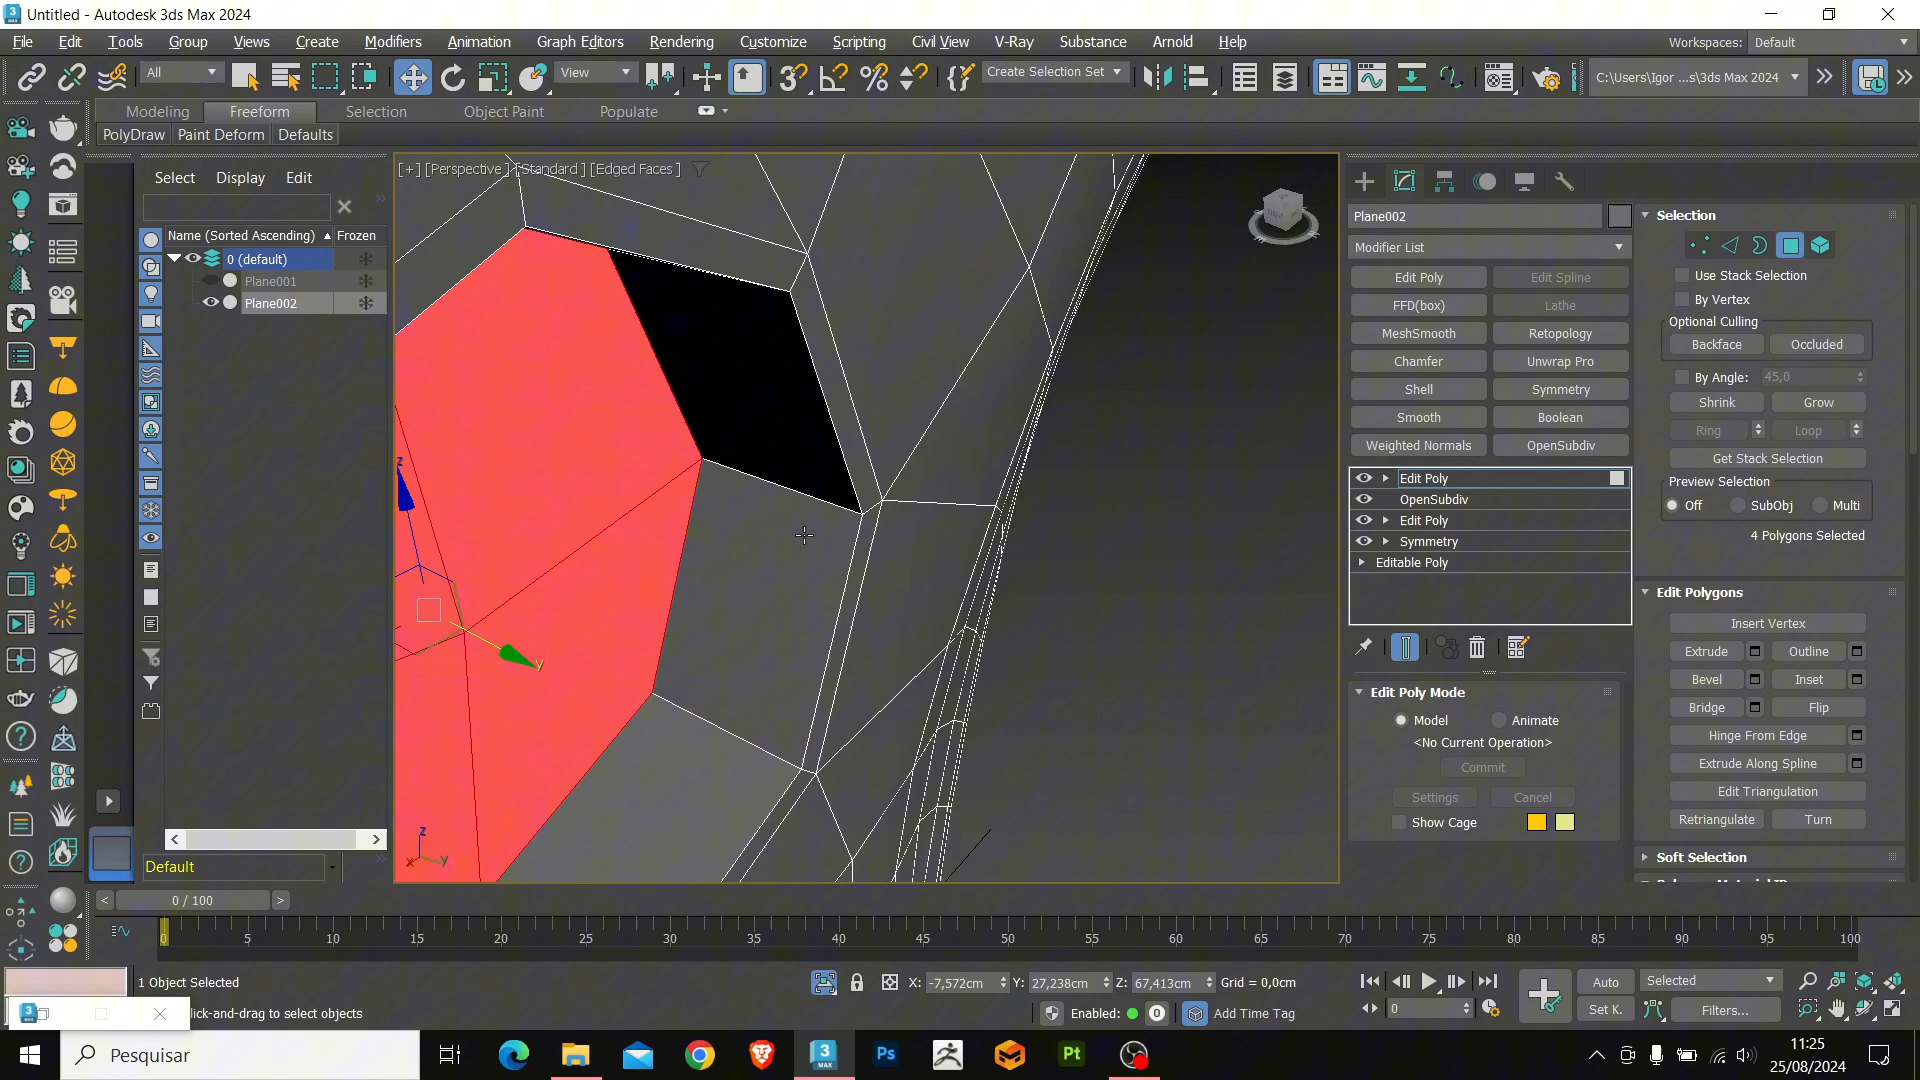 Untitled - Autodesk 3ds Max 2024
File Edit Tools Group Views Create Modifiers Animation Graph Editors Rendering Customize Scripting Civil View V-Ray Substance Arnold Help Workspaces: Default
All View Create Selection Set C:\Users\Igor ...s\3ds Max 2024
Modeling Freeform Selection Object Paint Populate
PolyDraw Paint Deform Defaults
Select Display Edit
Name (Sorted Ascending) Frozen
0 (default)
Plane001
Plane002
Default
[+] [Perspective ] [Standard ] [Edged Faces ]
z
y
z
x y
Plane002
Modifier List
Edit Poly Edit Spline
FFD(box) Lathe
MeshSmooth Retopology
Chamfer Unwrap Pro
Shell Symmetry
Smooth Boolean
Weighted Normals OpenSubdiv
Edit Poly
OpenSubdiv
Edit Poly
Symmetry
Editable Poly
Edit Poly Mode
Model Animate
<No Current Operation>
Commit
Settings Cancel
Show Cage
Selection
Use Stack Selection
By Vertex
Optional Culling
Backface Occluded
By Angle: 45,0
Shrink Grow
Ring Loop
Get Stack Selection
Preview Selection
Off SubObj Multi
4 Polygons Selected
Edit Polygons
Insert Vertex
Extrude Outline
Bevel Inset
Bridge Flip
Hinge From Edge
Extrude Along Spline
Edit Triangulation
Retriangulate Turn
Soft Selection
0 / 100
0 5 10 15 20 25 30 35 40 45 50 55 60 65 70 75 80 85 90 95 100
1 Object Selected
X: -7,572cm Y: 27,238cm Z: 67,413cm Grid = 0,0cm
Auto Selected
lick-and-drag to select objects
Enabled: 0 Add Time Tag
0
Set K. Filters...
Pesquisar
11:25
25/08/2024